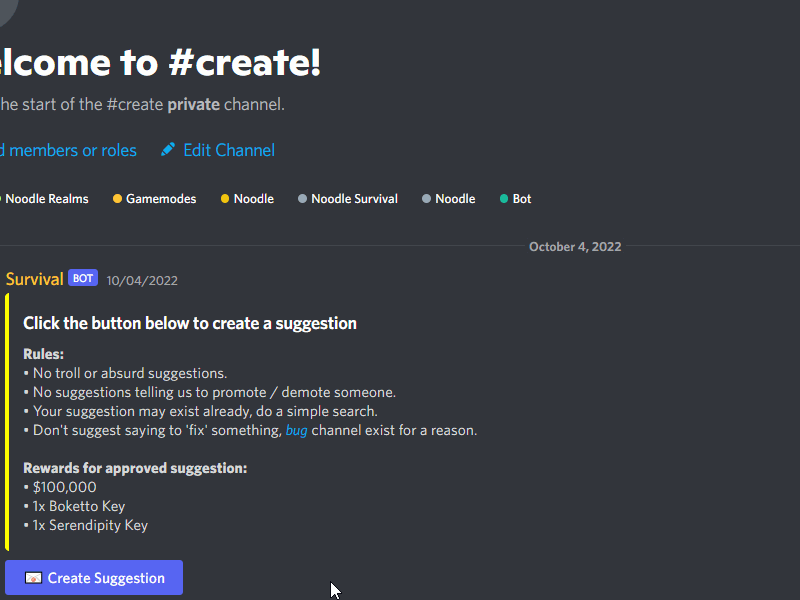 elcome to #create!
he start of the #create private channel.
d members or roles Edit Channel
Noodle Realms Gamemodes Noodle Noodle Survival Noodle Bot
October 4, 2022
Survival BOT 10/04/2022
Click the button below to create a suggestion
Rules:
• No troll or absurd suggestions.
• No suggestions telling us to promote / demote someone.
• Your suggestion may exist already, do a simple search.
• Don't suggest saying to 'fix' something, bug channel exist for a reason.
Rewards for approved suggestion:
• $100,000
• 1x Boketto Key
• 1x Serendipity Key
Create Suggestion